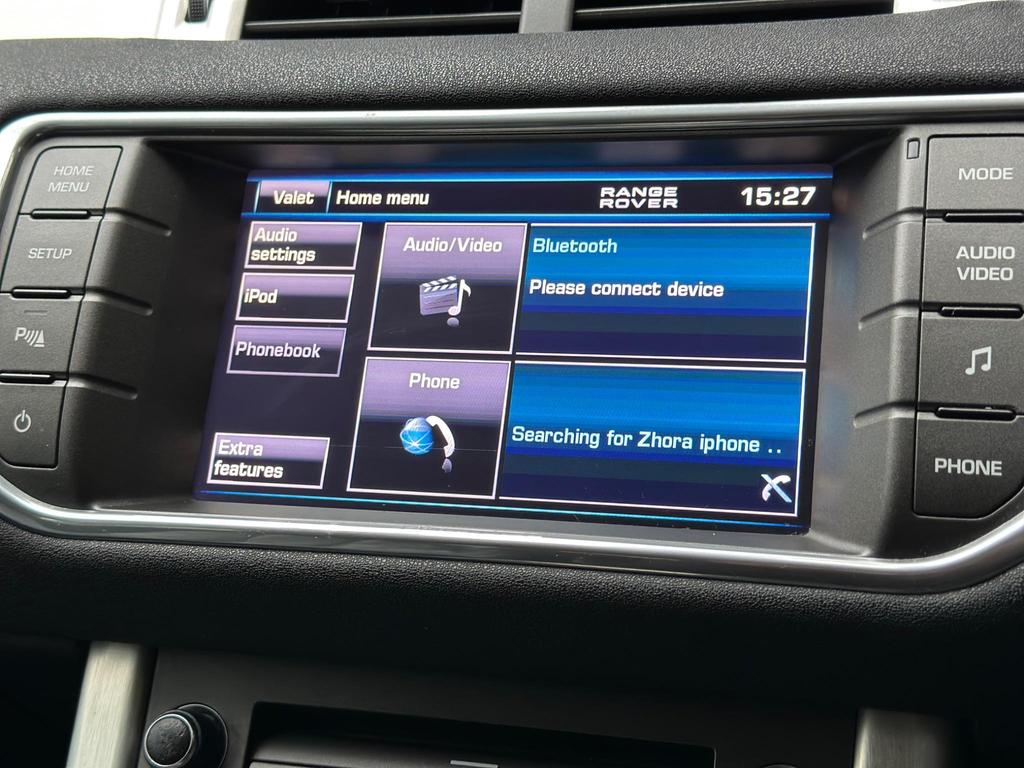 HOME
MENU
SETUP
P
Valet
Home menu
RANGE
ROVER
15:27
Audio
settings
iPod
Phonebook
Extra
features
Audio/Video
Bluetooth
Please connect device
Phone
Searching for Zhora iphone ..
MODE
AUDIO
VIDEO
PHONE